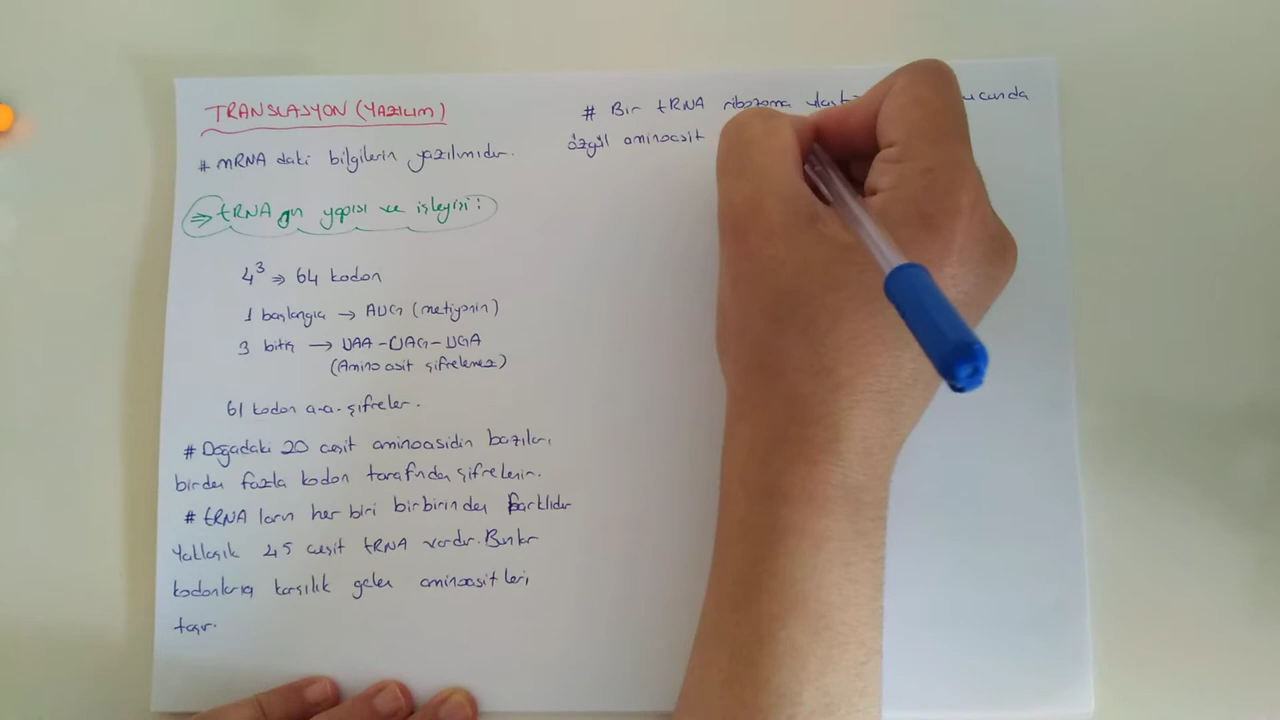 TRANSLASYON (YAZILIM)
# mRNA daki bilgilerin yazılımıdır.
⇒ tRNA nın yapısı ve işleyişi:
4³ ⇒ 64 kodon
1 başlangıcı → AUG (metiyonin)
3 bitiş → UAA - UAG - UGA
(Amino asit şifrelemez)
61 kodon a.a. şifreler.
# Doğadaki 20 çeşit aminoasidin bazıları
birden fazla kodon tarafından şifrelenir.
# tRNA ların her biri birbirinden farklıdır
Yaklaşık 45 çeşit tRNA vardır. Bunlar
kodonlarıq karşılık gelen aminoasitleri
taşır.
# Bir tRNA ribozoma
özgül aminoasit